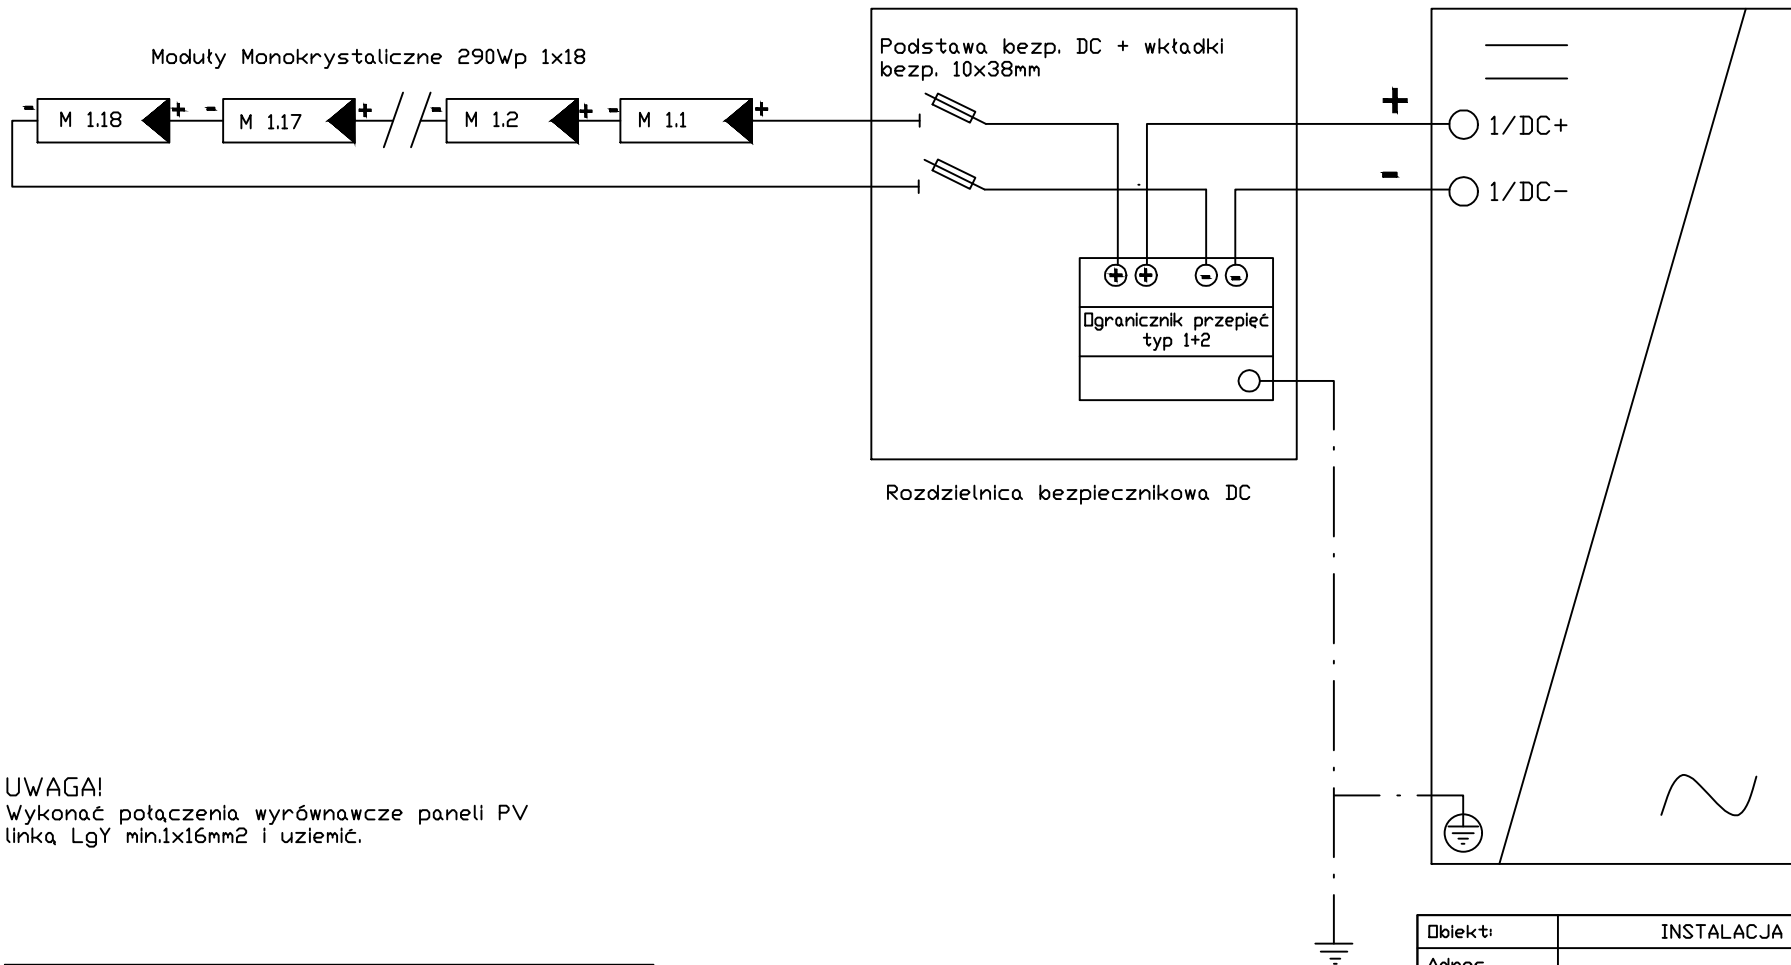 Moduły Monokrystaliczne 290Wp 1x18
- M 1.18 + - M 1.17 + - M 1.2 + - M 1.1 +
Podstawa bezp. DC + wkładki
bezp. 10x38mm
+
1/DC+
-
1/DC-
+ + - -
Ogranicznik przepięć
typ 1+2
Rozdzielnica bezpiecznikowa DC
UWAGA!
Wykonać połączenia wyrównawcze paneli PV
linką LgY min.1x16mm2 i uziemić.
Obiekt: INSTALACJA